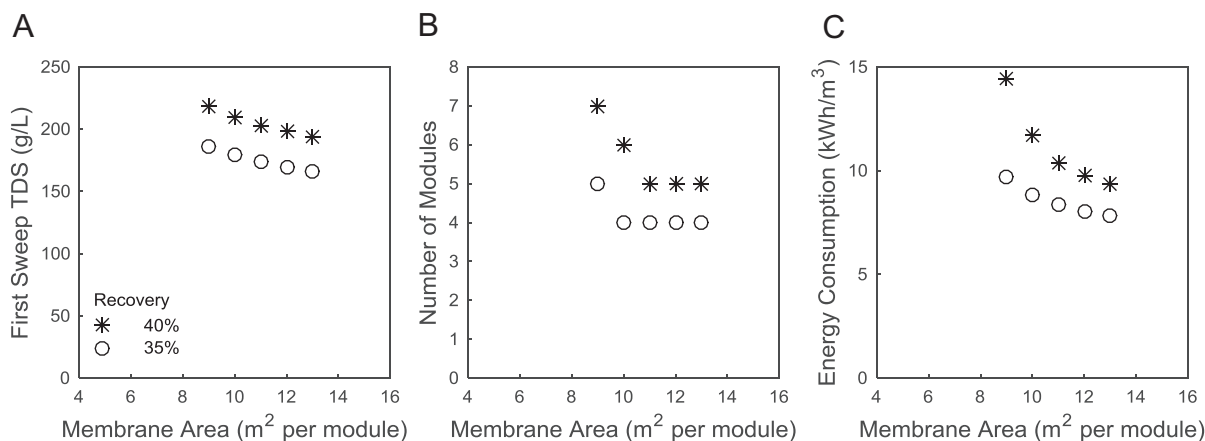 A
First Sweep TDS (g/L)
250
200
150
100
50
0
Recovery
40%
35%
4 6 8 10 12 14 16
Membrane Area (m² per module)
B
Number of Modules
8
7
6
5
4
3
2
1
0
4 6 8 10 12 14 16
Membrane Area (m² per module)
C
Energy Consumption (kWh/m³)
15
10
5
0
4 6 8 10 12 14 16
Membrane Area (m² per module)